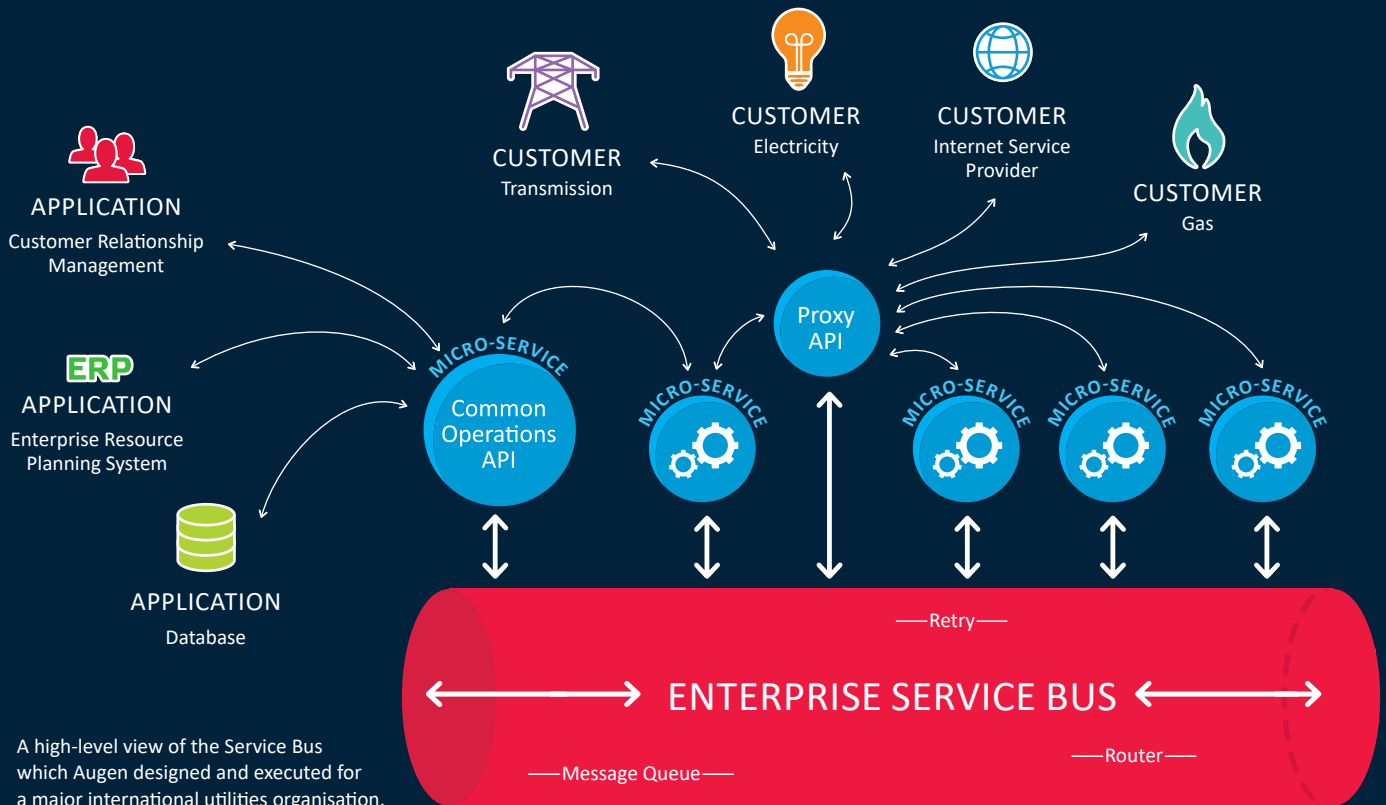 CUSTOMER
Transmission
CUSTOMER
Electricity
CUSTOMER
Internet Service
Provider
CUSTOMER
Gas
APPLICATION
Customer Relationship
Management
ERP
APPLICATION
Enterprise Resource
Planning System
APPLICATION
Database
MICRO-SERVICE
Common
Operations
API
MICRO-SERVICE
Proxy
API
MICRO-SERVICE
MICRO-SERVICE
MICRO-SERVICE
Retry
ENTERPRISE SERVICE BUS
Router
Message Queue
A high-level view of the Service Bus
which Augen designed and executed for
a major international utilities organisation.